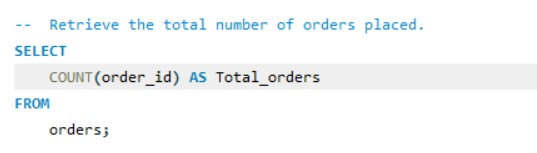 --  Retrieve the total number of orders placed.
SELECT
    COUNT(order_id) AS Total_orders
FROM
    orders;